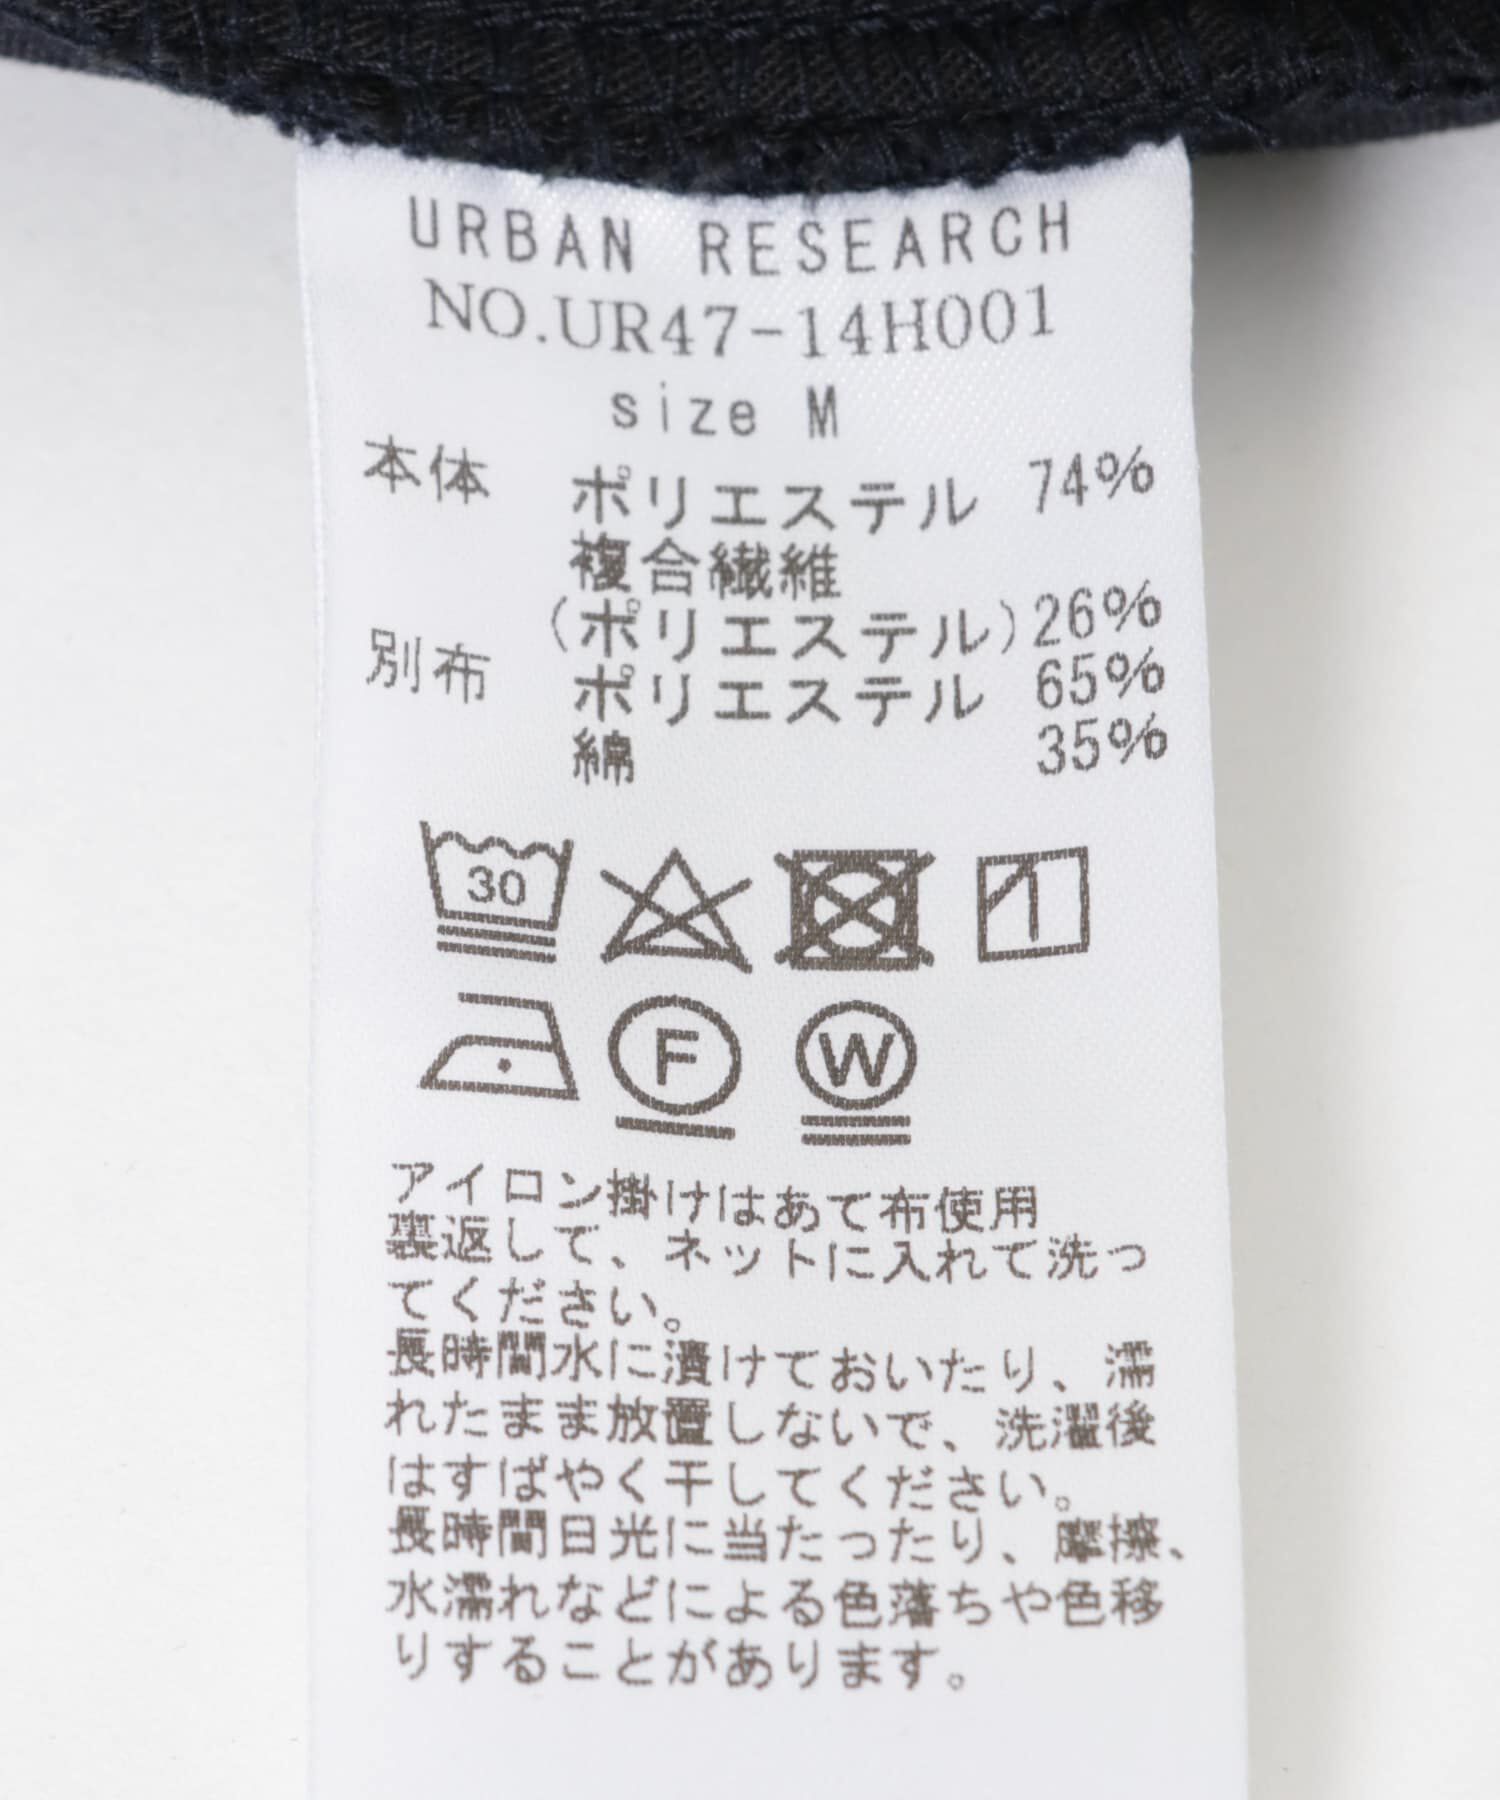 URBAN RESEARCH
NO.UR47-14H001
size M
本体 ポリエステル 74%
複合繊維
(ポリエステル)26%
別布 ポリエステル 65%
綿 35%
30
F W
アイロン掛けはあて布使用
裏返して、ネットに入れて洗っ
てください。
長時間水に漬けておいたり、濡
れたまま放置しないで、洗濯後
はすばやく干してください。
長時間日光に当たったり、摩擦、
水濡れなどによる色落ちや色移
りすることがあります。